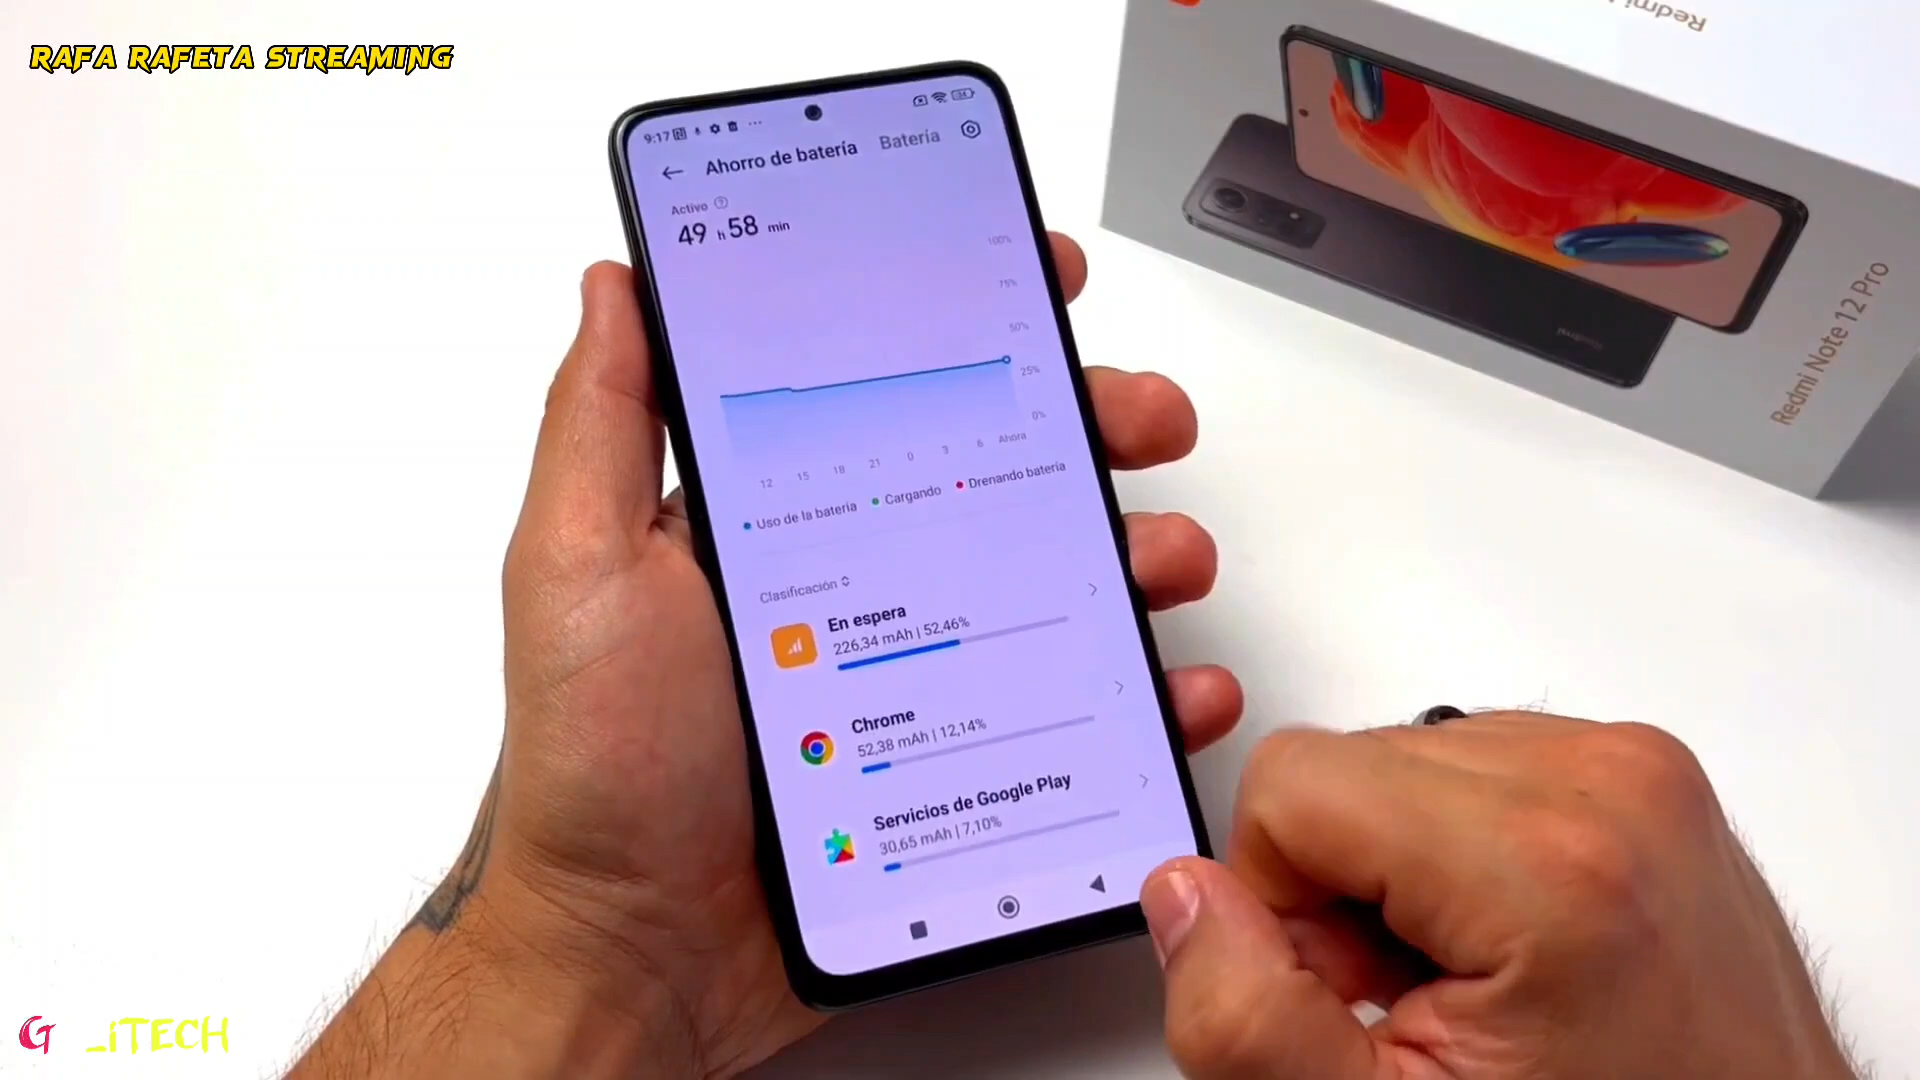 RAFA RAFETA STREAMING
9:17
34
Ahorro de batería
Batería
Activo
49 h 58 min
100%
75%
50%
25%
0%
12 15 18 21 0 3 6 Ahora
Uso de la batería
Cargando
Drenando batería
Clasificación
En espera
226,34 mAh | 52,46%
Chrome
52,38 mAh | 12,14%
Servicios de Google Play
30,65 mAh | 7,10%
Redmi Note 12 Pro
Redmi
G _iTECH